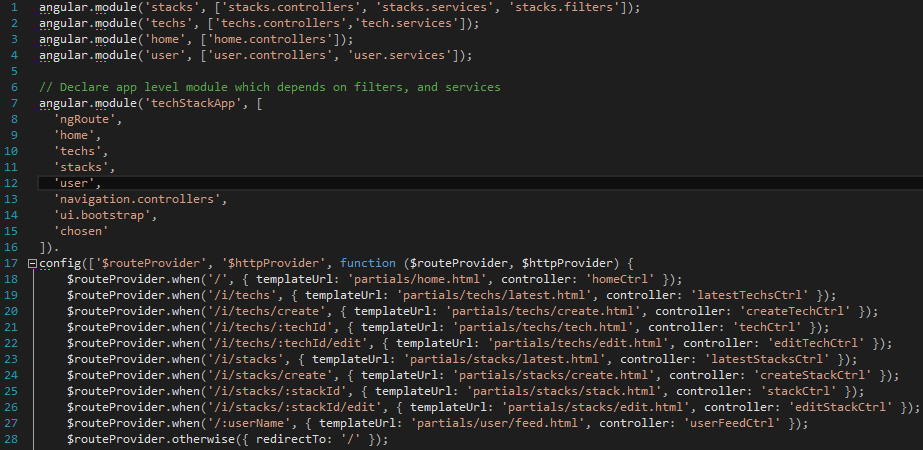 1 angular.module('stacks', ['stacks.controllers', 'stacks.services', 'stacks.filters']);
2 angular.module('techs', ['techs.controllers','tech.services']);
3 angular.module('home', ['home.controllers']);
4 angular.module('user', ['user.controllers', 'user.services']);
5
6 // Declare app level module which depends on filters, and services
7 angular.module('techStackApp', [
8 'ngRoute',
9 'home',
10 'techs',
11 'stacks',
12 'user',
13 'navigation.controllers',
14 'ui.bootstrap',
15 'chosen'
16 ]).
17 config(['$routeProvider', '$httpProvider', function ($routeProvider, $httpProvider) {
18 $routeProvider.when('/', { templateUrl: 'partials/home.html', controller: 'homeCtrl' });
19 $routeProvider.when('/i/techs', { templateUrl: 'partials/techs/latest.html', controller: 'latestTechsCtrl' });
20 $routeProvider.when('/i/techs/create', { templateUrl: 'partials/techs/create.html', controller: 'createTechCtrl' });
21 $routeProvider.when('/i/techs/:techId', { templateUrl: 'partials/techs/tech.html', controller: 'techCtrl' });
22 $routeProvider.when('/i/techs/:techId/edit', { templateUrl: 'partials/techs/edit.html', controller: 'editTechCtrl' });
23 $routeProvider.when('/i/stacks', { templateUrl: 'partials/stacks/latest.html', controller: 'latestStacksCtrl' });
24 $routeProvider.when('/i/stacks/create', { templateUrl: 'partials/stacks/create.html', controller: 'createStackCtrl' });
25 $routeProvider.when('/i/stacks/:stackId', { templateUrl: 'partials/stacks/stack.html', controller: 'stackCtrl' });
26 $routeProvider.when('/i/stacks/:stackId/edit', { templateUrl: 'partials/stacks/edit.html', controller: 'editStackCtrl' });
27 $routeProvider.when('/:userName', { templateUrl: 'partials/user/feed.html', controller: 'userFeedCtrl' });
28 $routeProvider.otherwise({ redirectTo: '/' });